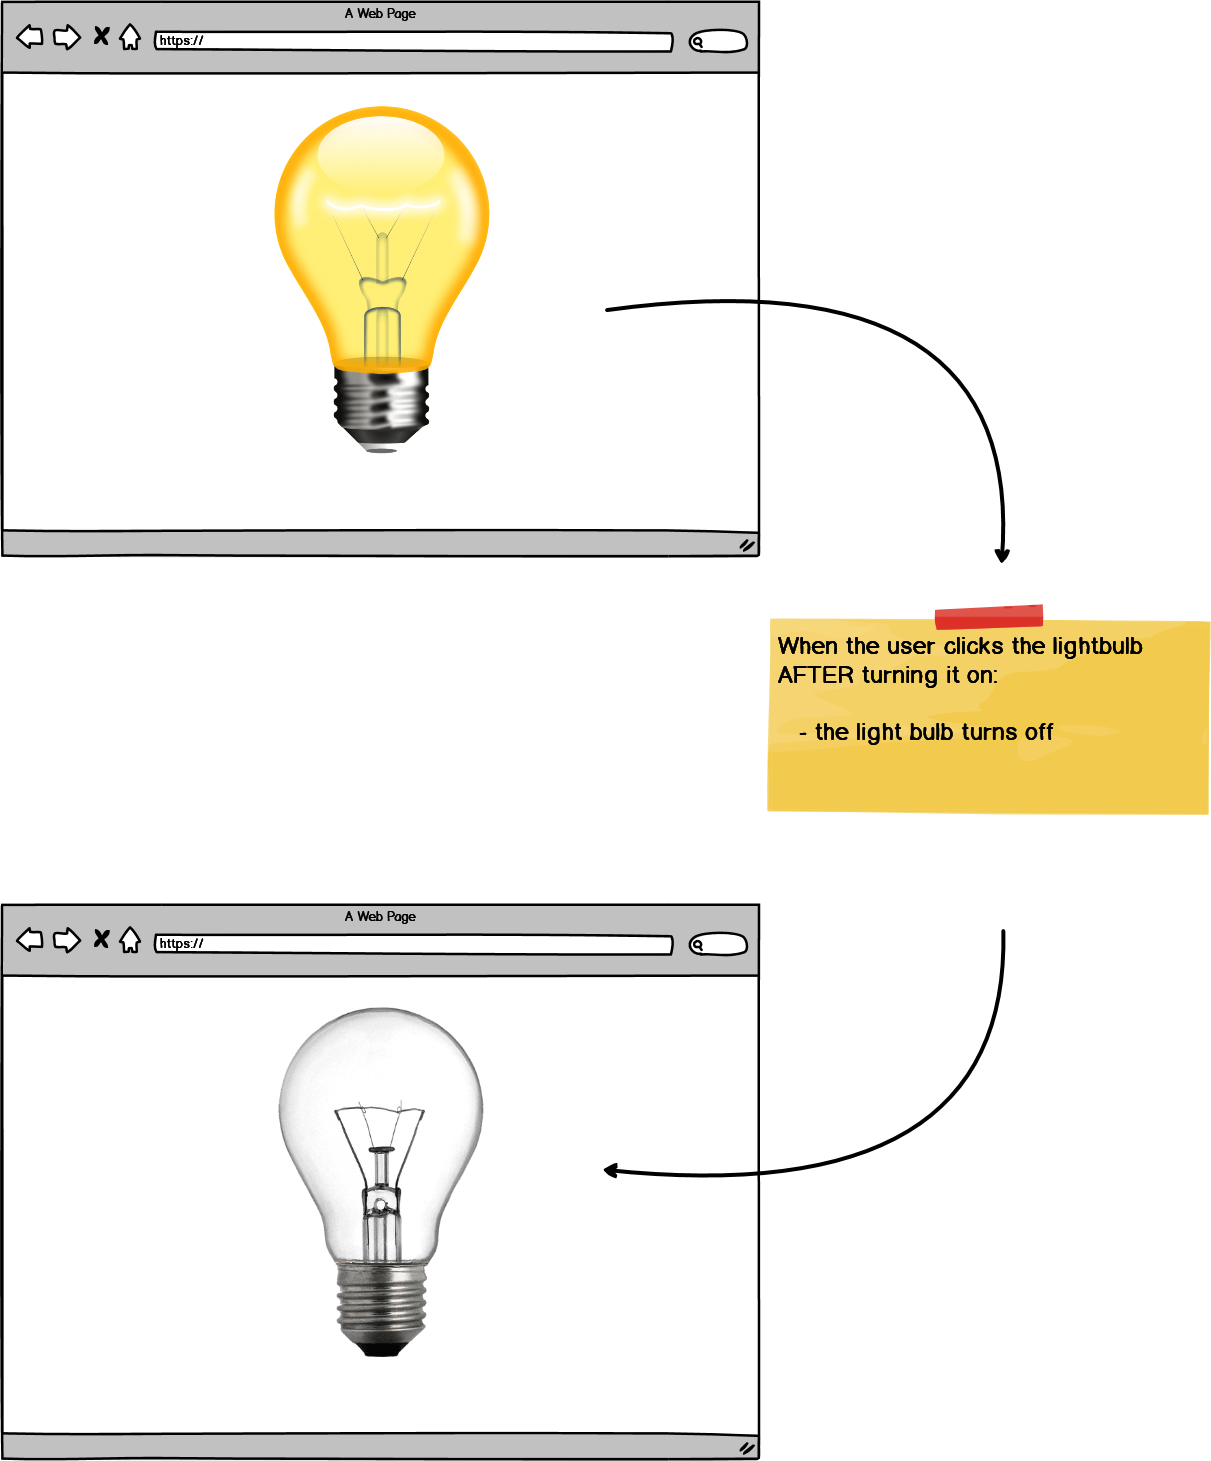 A Web Page
https://
When the user clicks the lightbulb
AFTER turning it on:
- the light bulb turns off
A Web Page
https://